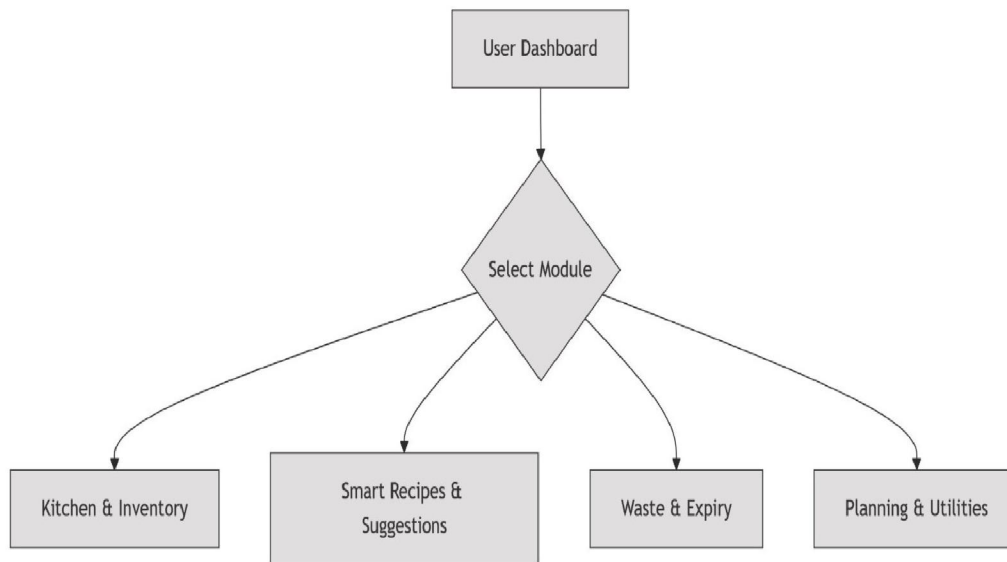 User Dashboard
Select Module
Kitchen & Inventory
Smart Recipes &
Suggestions
Waste & Expiry
Planning & Utilities